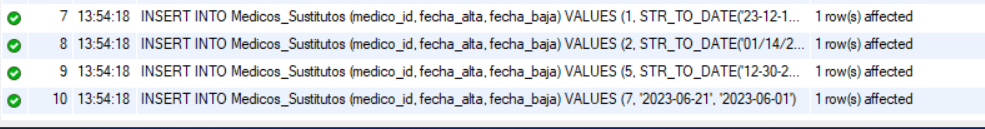 7 13:54:18 INSERT INTO Medicos_Sustitutos (medico_id, fecha_alta, fecha_baja) VALUES (1, STR_TO_DATE('23-12-1... 1 row(s) affected
8 13:54:18 INSERT INTO Medicos_Sustitutos (medico_id, fecha_alta, fecha_baja) VALUES (2, STR_TO_DATE('01/14/2... 1 row(s) affected
9 13:54:18 INSERT INTO Medicos_Sustitutos (medico_id, fecha_alta, fecha_baja) VALUES (5, STR_TO_DATE('12-30-2... 1 row(s) affected
10 13:54:18 INSERT INTO Medicos_Sustitutos (medico_id, fecha_alta, fecha_baja) VALUES (7, '2023-06-21', '2023-06-01') 1 row(s) affected